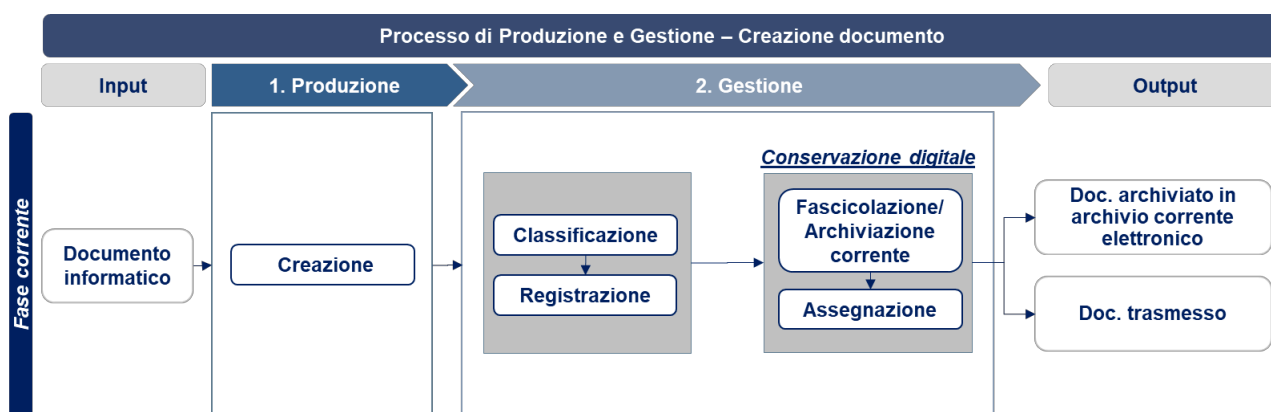 Processo di Produzione e Gestione – Creazione documento
Input
1. Produzione
2. Gestione
Output
Fase corrente
Documento
informatico
Creazione
Classificazione
Registrazione
Conservazione digitale
Fascicolazione/
Archiviazione
corrente
Assegnazione
Doc. archiviato in
archivio corrente
elettronico
Doc. trasmesso